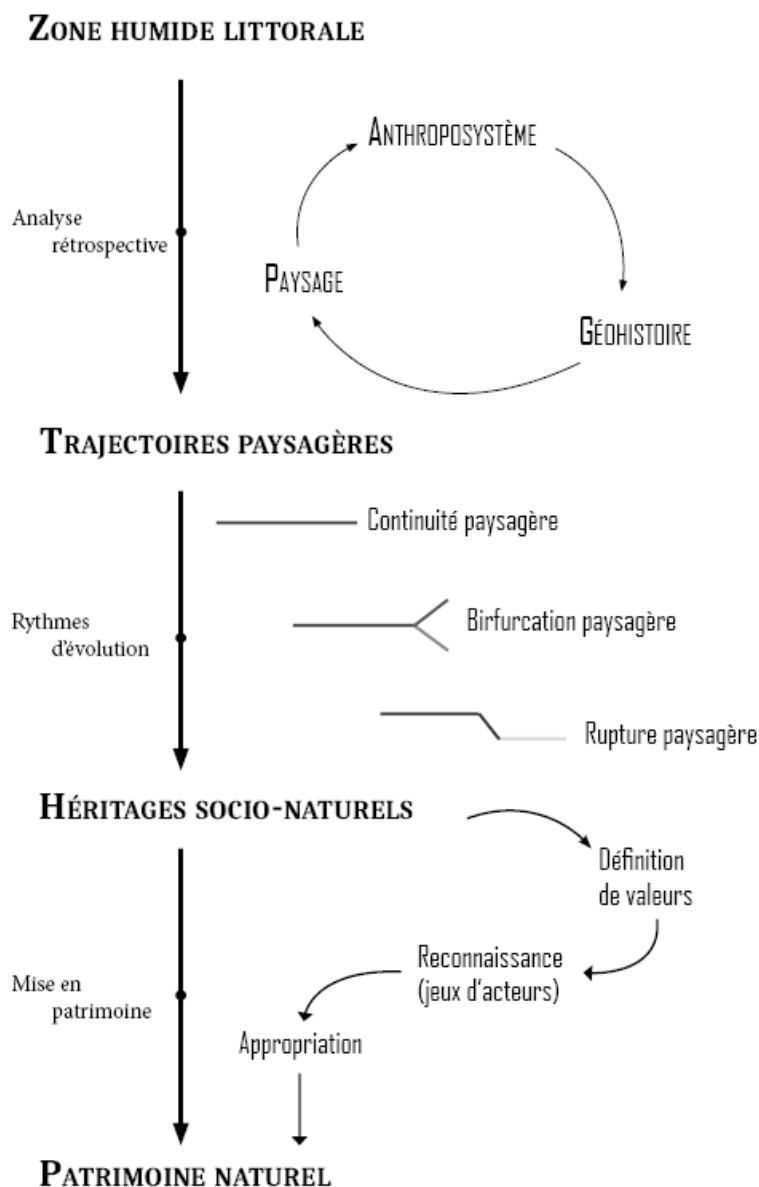 ZONE HUMIDE LITTORALE
ANTHROPOSYSTÈME
Analyse
rétrospective
PAYSAGE
GÉOHISTOIRE
TRAJECTOIRES PAYSAGÈRES
Continuité paysagère
Rythmes
d'évolution
Birfurcation paysagère
Rupture paysagère
HÉRITAGES SOCIO-NATURELS
Définition
de valeurs
Reconnaissance
(jeux d'acteurs)
Mise en
patrimoine
Appropriation
PATRIMOINE NATUREL